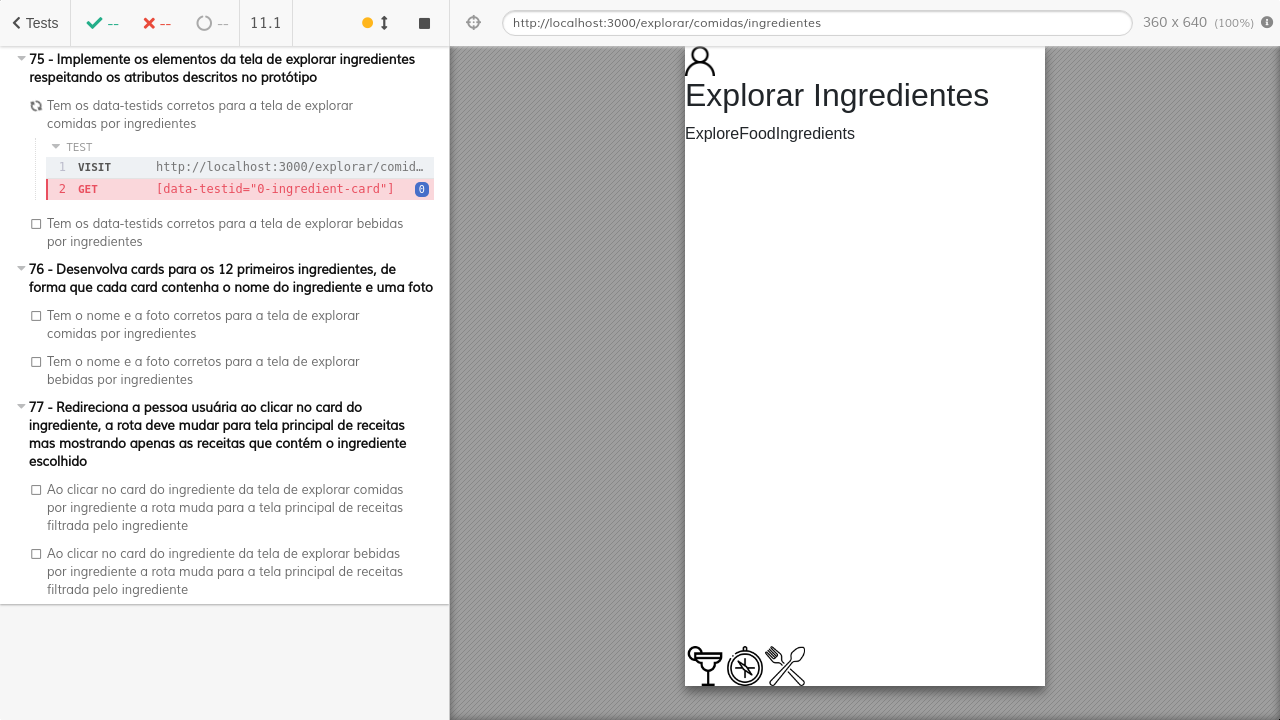 Tests
--
--
--
11.1
http://localhost:3000/explorar/comidas/ingredientes
360 x 640 (100%)
75 - Implemente os elementos da tela de explorar ingredientes
respeitando os atributos descritos no protótipo
Tem os data-testids corretos para a tela de explorar
comidas por ingredientes
TEST
1 VISIT http://localhost:3000/explorar/comid…
2 GET [data-testid="0-ingredient-card"] 0
Tem os data-testids corretos para a tela de explorar bebidas
por ingredientes
76 - Desenvolva cards para os 12 primeiros ingredientes, de
forma que cada card contenha o nome do ingrediente e uma foto
Tem o nome e a foto corretos para a tela de explorar
comidas por ingredientes
Tem o nome e a foto corretos para a tela de explorar
bebidas por ingredientes
77 - Redireciona a pessoa usuária ao clicar no card do
ingrediente, a rota deve mudar para tela principal de receitas
mas mostrando apenas as receitas que contém o ingrediente
escolhido
Ao clicar no card do ingrediente da tela de explorar comidas
por ingrediente a rota muda para a tela principal de receitas
filtrada pelo ingrediente
Ao clicar no card do ingrediente da tela de explorar bebidas
por ingrediente a rota muda para a tela principal de receitas
filtrada pelo ingrediente
Explorar Ingredientes
ExploreFoodIngredients